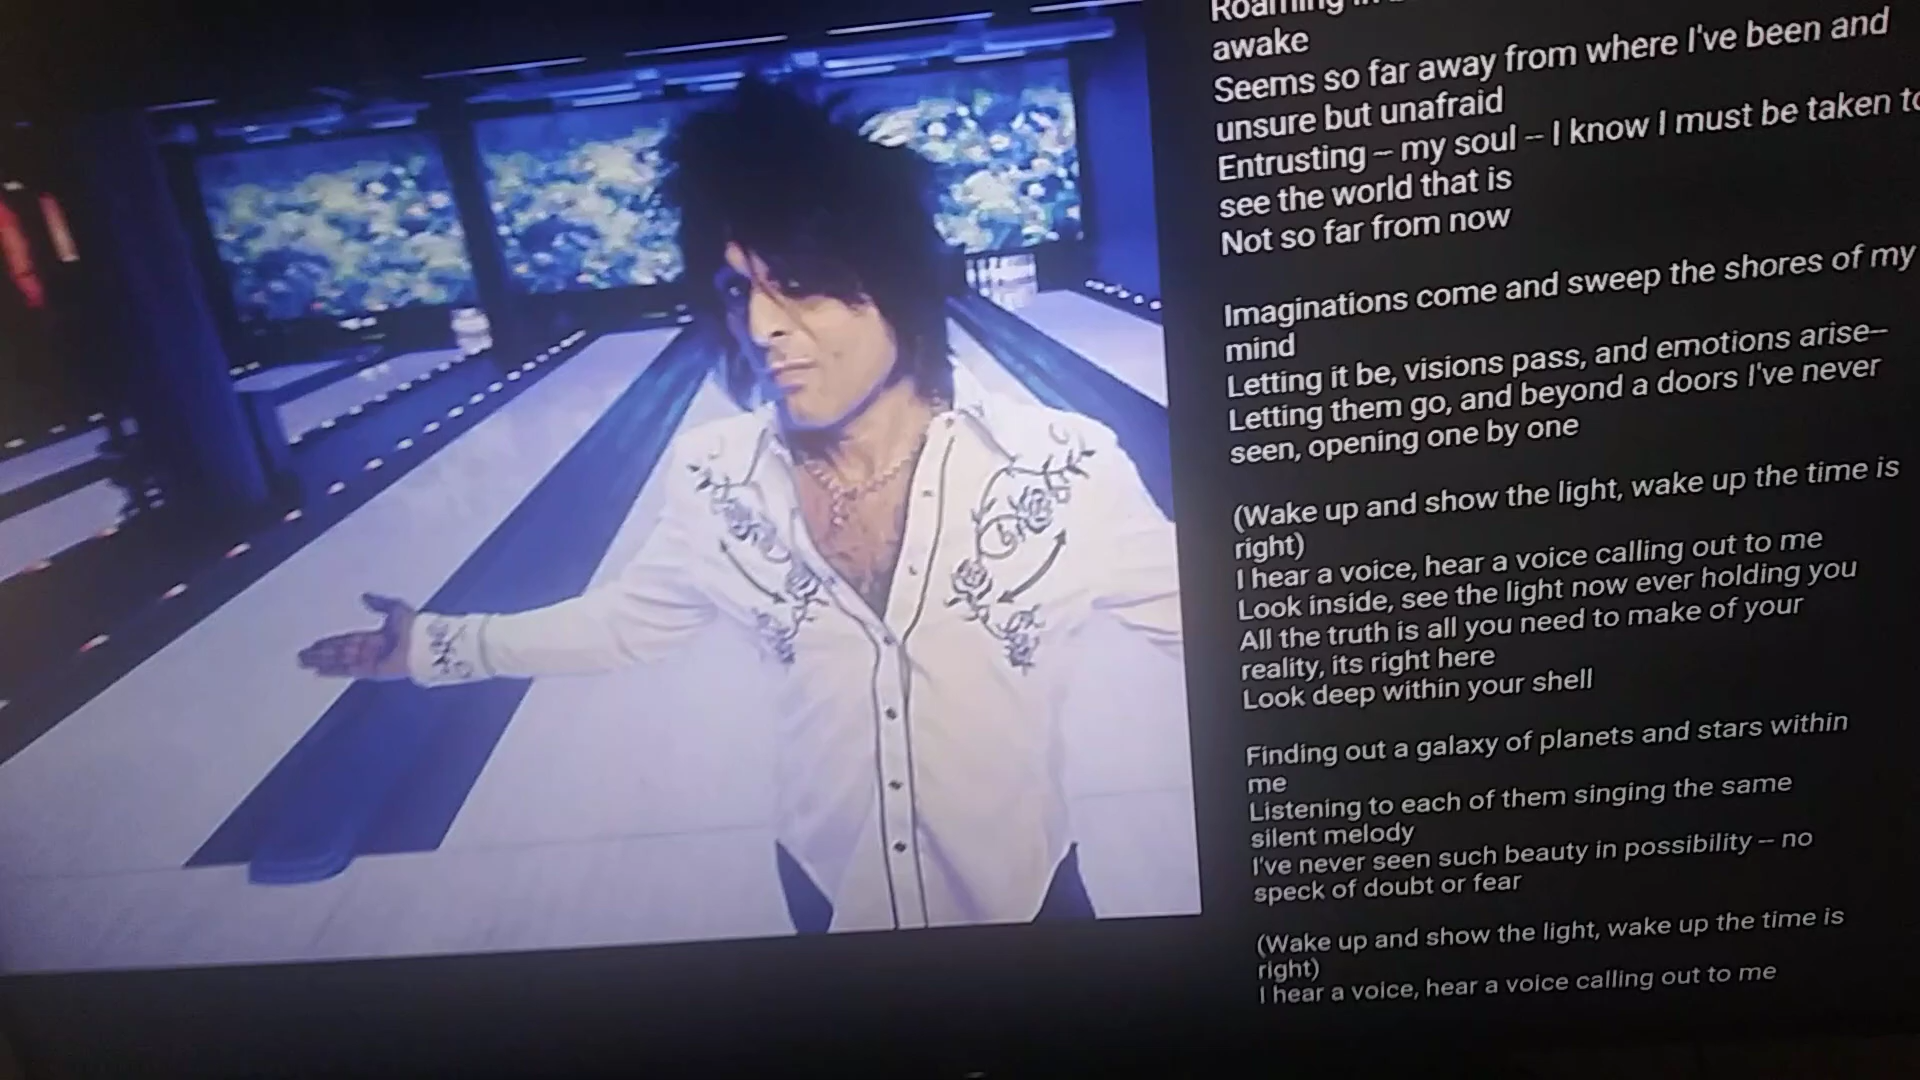 Roaming in
awake
Seems so far away from where I've been and
unsure but unafraid
Entrusting – my soul – I know I must be taken to
see the world that is
Not so far from now
Imaginations come and sweep the shores of my
mind
Letting it be, visions pass, and emotions arise–
Letting them go, and beyond a doors I've never
seen, opening one by one
(Wake up and show the light, wake up the time is
right)
I hear a voice, hear a voice calling out to me
Look inside, see the light now ever holding you
All the truth is all you need to make of your
reality, its right here
Look deep within your shell
Finding out a galaxy of planets and stars within
me
Listening to each of them singing the same
silent melody
I've never seen such beauty in possibility – no
speck of doubt or fear
(Wake up and show the light, wake up the time is
right)
I hear a voice, hear a voice calling out to me